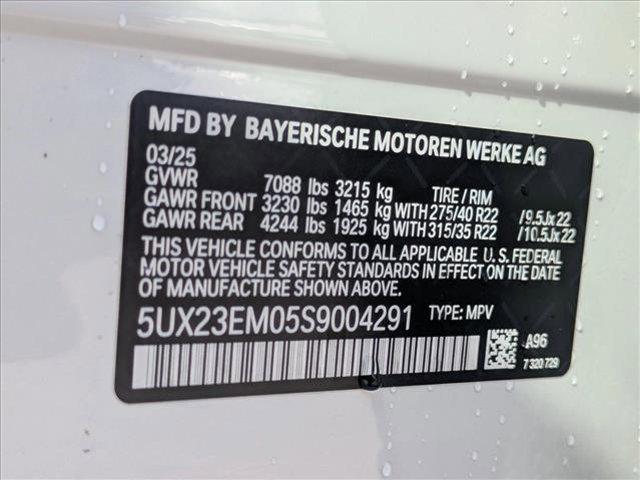 MFD BY BAYERISCHE MOTOREN WERKE AG
03/25
GVWR 7088 lbs 3215 kg TIRE / RIM
GAWR FRONT 3230 lbs 1465 kg WITH 275/40 R22 /9.5Jx22
GAWR REAR 4244 lbs 1925 kg WITH 315/35 R22 /10.5Jx22
THIS VEHICLE CONFORMS TO ALL APPLICABLE U. S. FEDERAL
MOTOR VEHICLE SAFETY STANDARDS IN EFFECT ON THE DATE
OF MANUFACTURE SHOWN ABOVE.
5UX23EM05S9004291 TYPE: MPV
A96
7 320 729